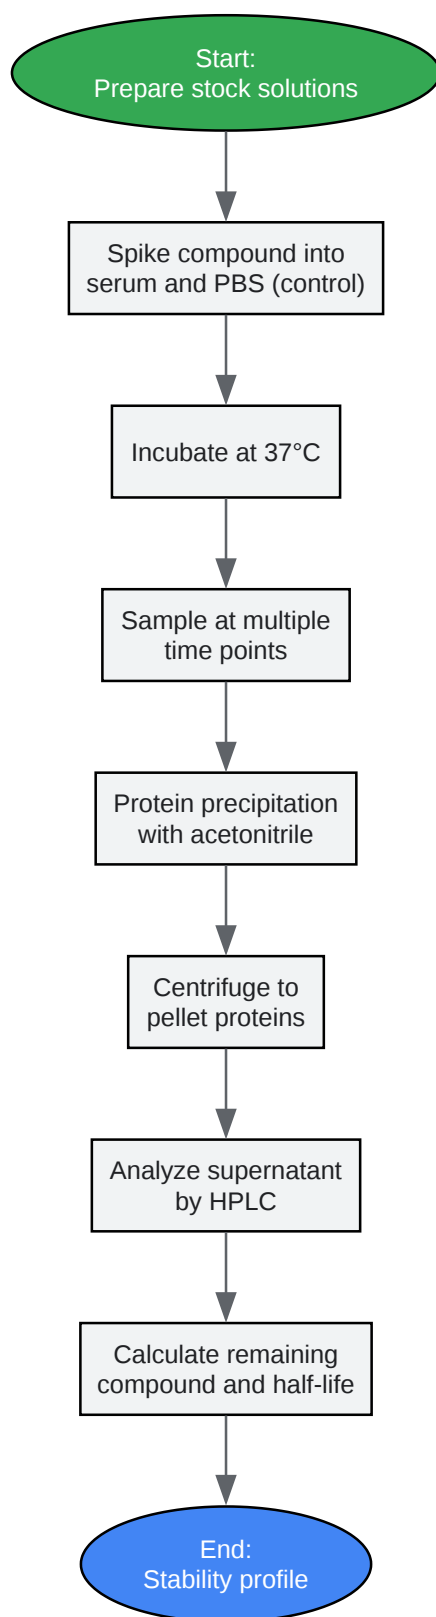 Start:
Prepare stock solutions
Spike compound into
serum and PBS (control)
Incubate at 37°C
Sample at multiple
time points
Protein precipitation
with acetonitrile
Centrifuge to
pellet proteins
Analyze supernatant
by HPLC
Calculate remaining
compound and half-life
End:
Stability profile